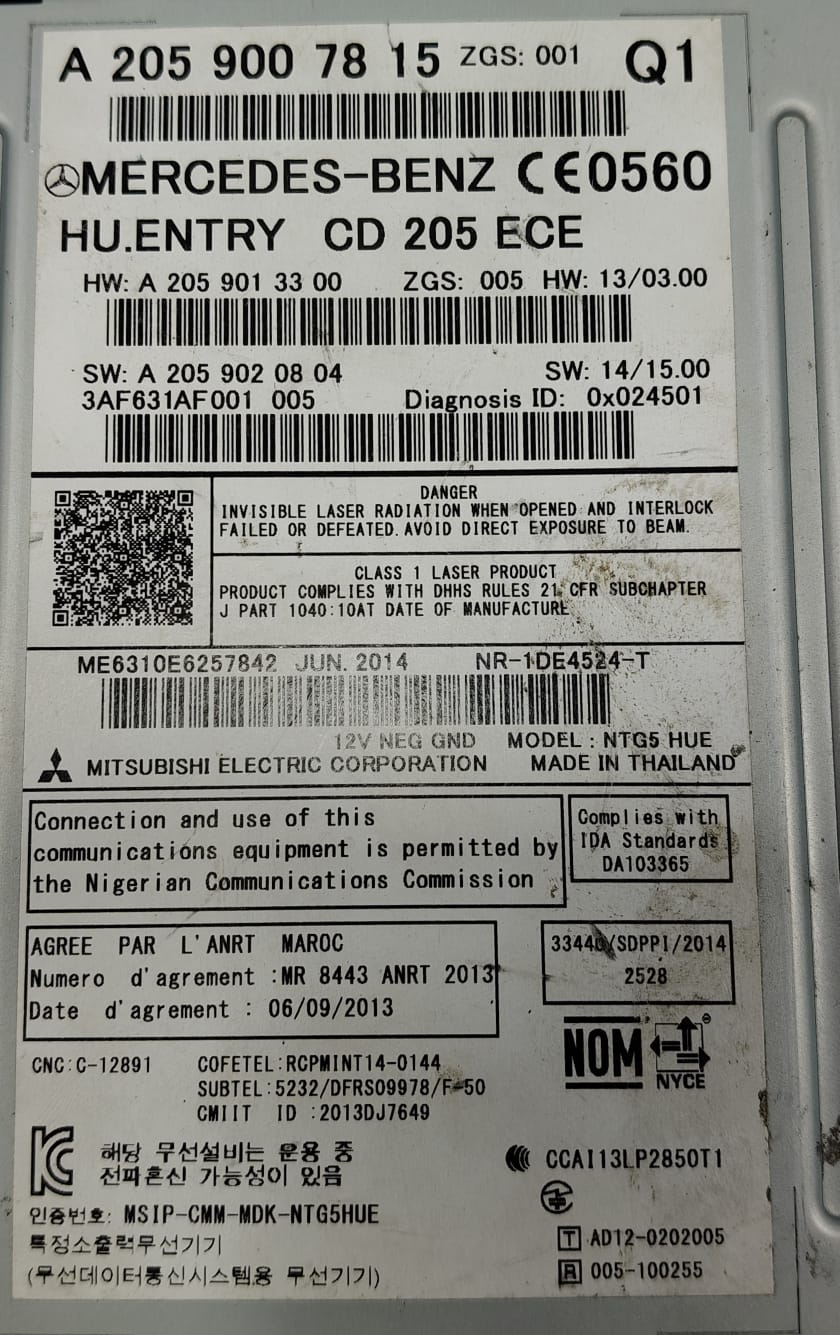 A 205 900 78 15 ZGS: 001 Q1
MERCEDES-BENZ CE0560
HU.ENTRY CD 205 ECE
HW: A 205 901 33 00 ZGS: 005 HW: 13/03.00
SW: A 205 902 08 04 SW: 14/15.00
3AF631AF001 005 Diagnosis ID: 0x024501
DANGER
INVISIBLE LASER RADIATION WHEN OPENED AND INTERLOCK
FAILED OR DEFEATED. AVOID DIRECT EXPOSURE TO BEAM.
CLASS 1 LASER PRODUCT
PRODUCT COMPLIES WITH DHHS RULES 21 CFR SUBCHAPTER
J PART 1040:10AT DATE OF MANUFACTURE
ME6310E6257842 JUN. 2014 NR-1DE4524-T
12V NEG GND MODEL : NTG5 HUE
MITSUBISHI ELECTRIC CORPORATION MADE IN THAILAND
Connection and use of this
communications equipment is permitted by
the Nigerian Communications Commission
Complies with
IDA Standards
DA103365
AGREE PAR L'ANRT MAROC
Numero d'agrement :MR 8443 ANRT 2013
Date d'agrement : 06/09/2013
/SDPPI/2014
2528
NOM
NYCE
CNC:C-12891 COFETEL:RCPMINT14-0144
SUBTEL:5232/DFRS09978/F-50
CMIIT ID :2013DJ7649
해당 무선설비는 운용 중
전파혼신 가능성이 있음
CCAI13LP2850T1
인증번호: MSIP-CMM-MDK-NTG5HUE
특정소출력무선기기
(무선데이터통신시스템용 무선기기)
T AD12-0202005
R 005-100255